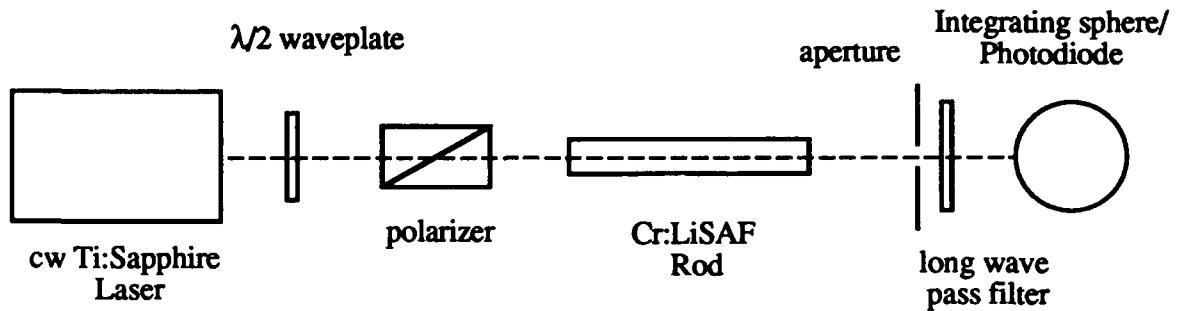 λ/2 waveplate
Integrating sphere/
Photodiode
aperture
polarizer
Cr:LiSAF
Rod
cw Ti:Sapphire
Laser
long wave
pass filter